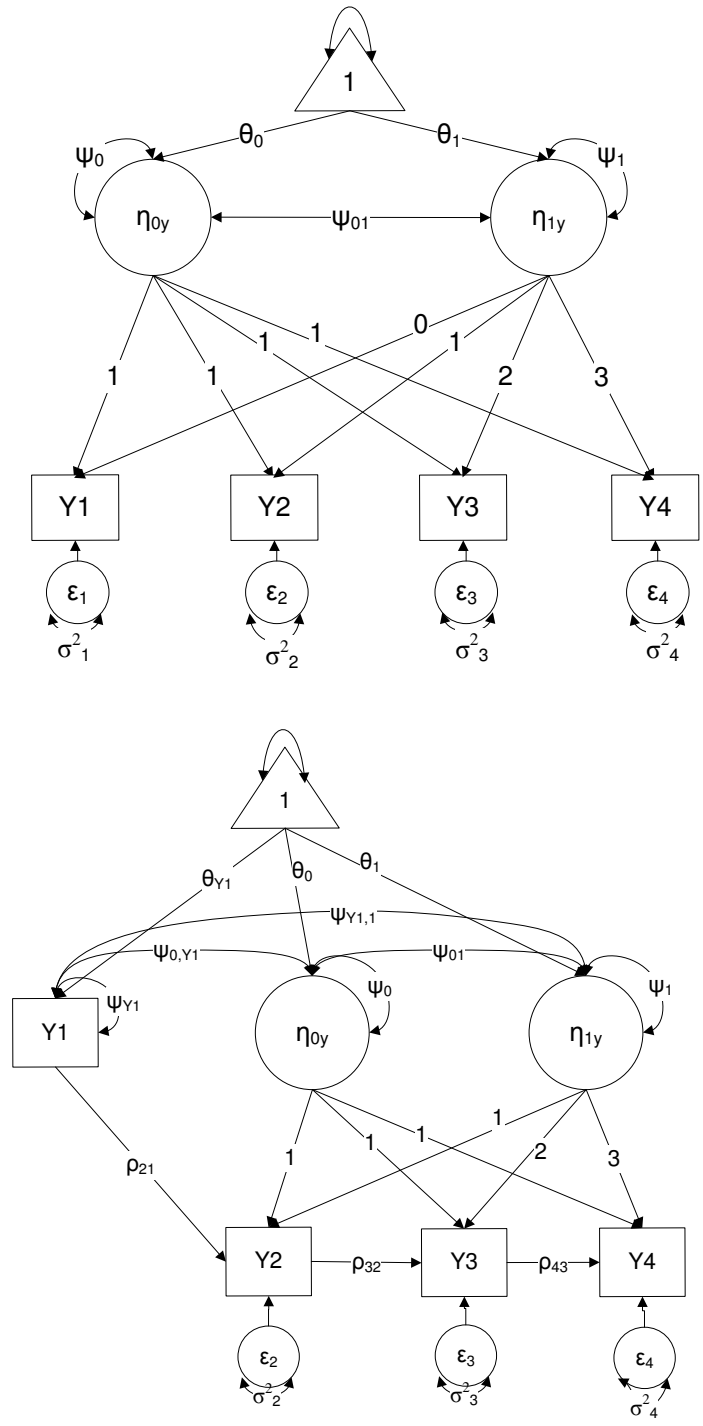 1
θ0 θ1
ψ0 ψ1
η0y ψ01 η1y
0
1 1 1
1 1 2 3
Y1 Y2 Y3 Y4
ε1 ε2 ε3 ε4
σ²1 σ²2 σ²3 σ²4
1
θY1 θ0 θ1
ψY1,1
ψ0,Y1 ψ01
ψY1 ψ0 ψ1
Y1 η0y η1y
1
1 1 1 2 3
ρ21
Y2 ρ32 Y3 ρ43 Y4
ε2 ε3 ε4
σ²2 σ²3 σ²4